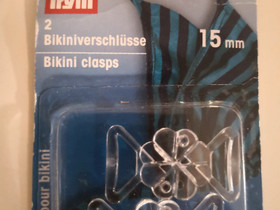 Prym
2
Bikiniverschlüsse
Bikini clasps
15 mm
pour bikini